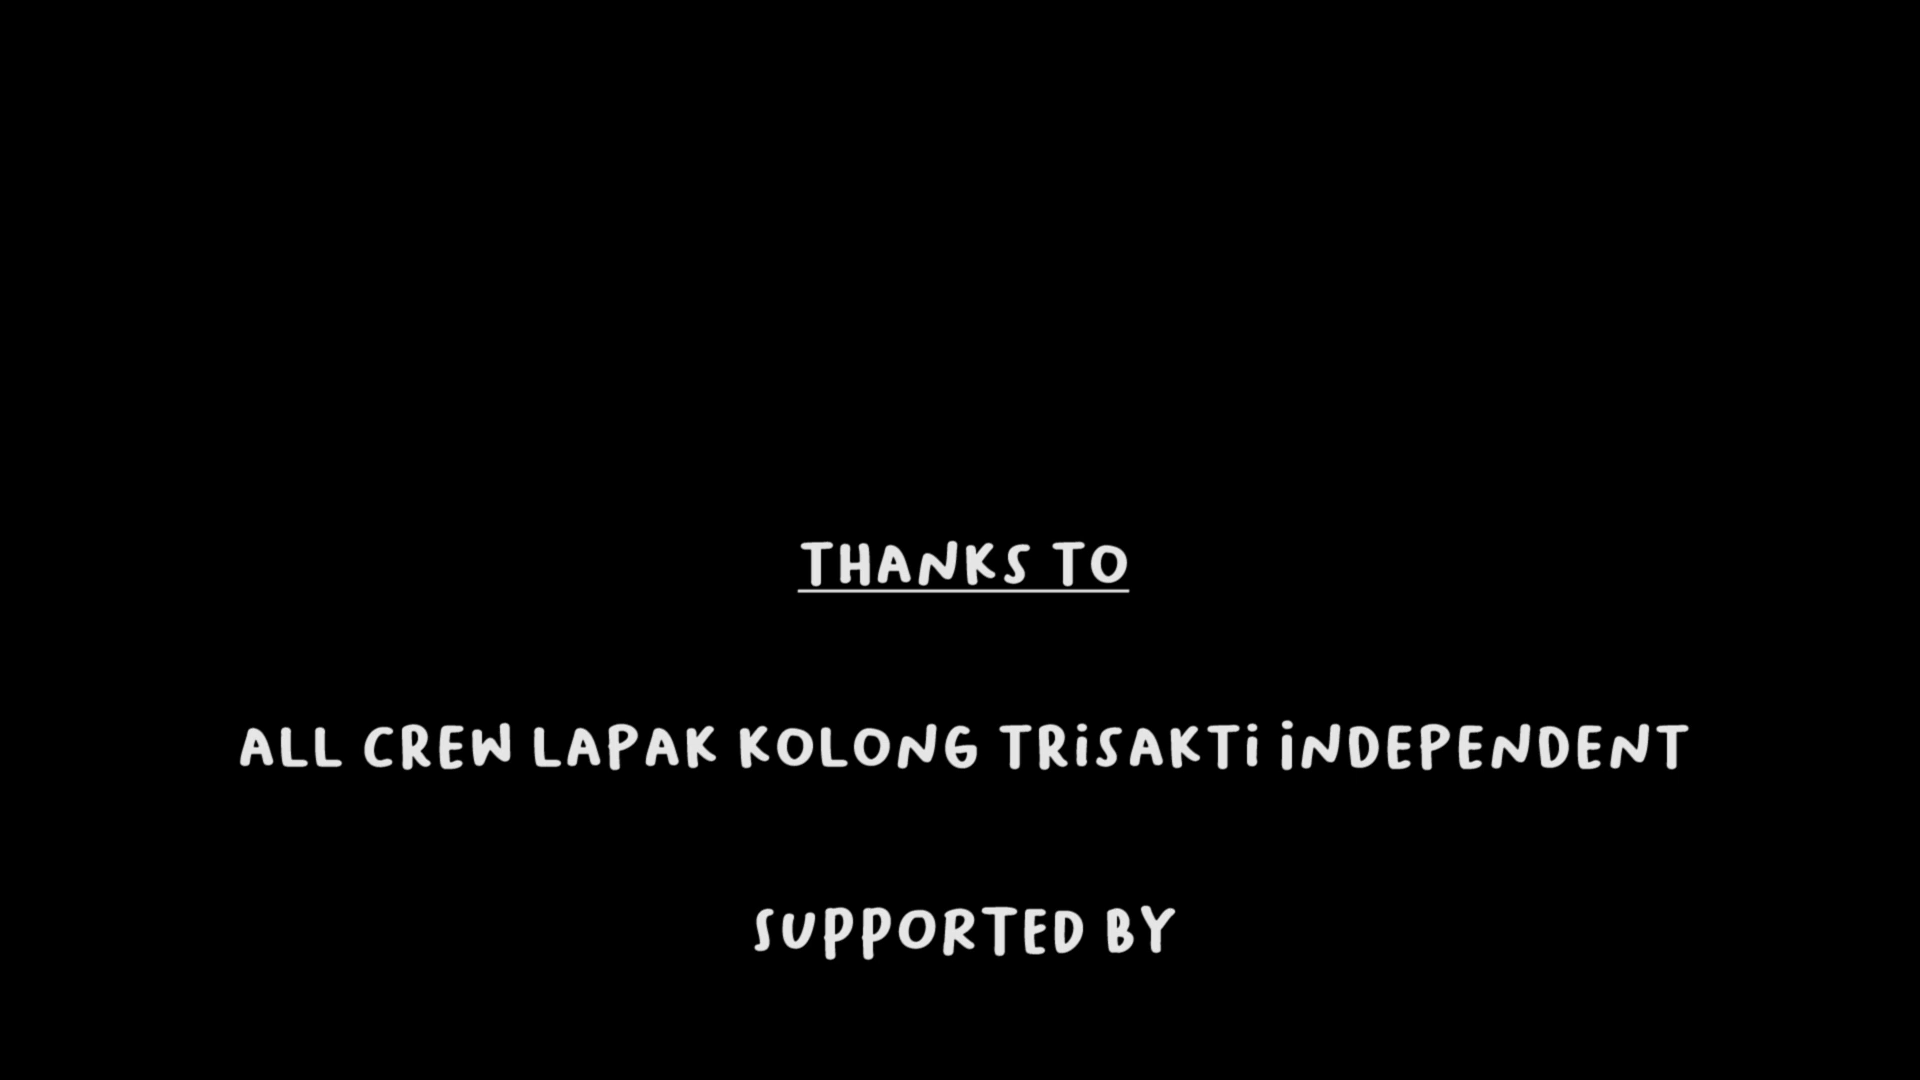 THANKS TO
ALL CREW LAPAK KOLONG TRiSAKTi iNDEPENDENT
SUPPORTED BY